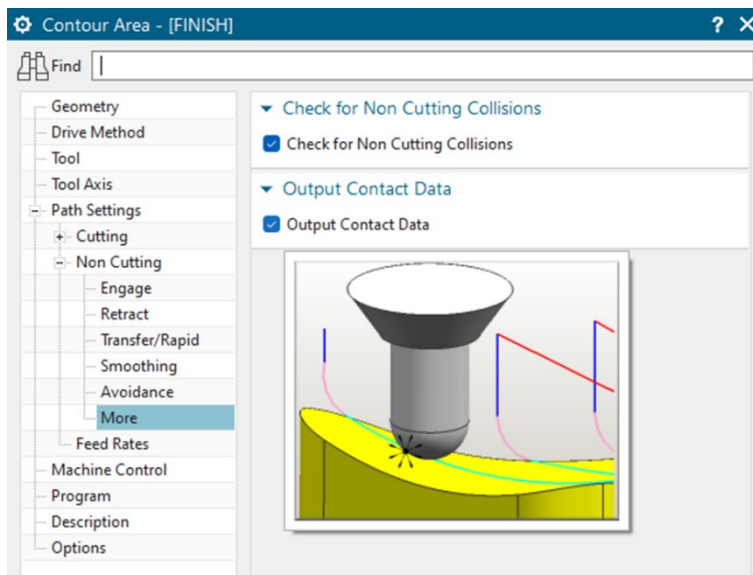 Contour Area - [FINISH]
?
Find
Geometry
Drive Method
Tool
Tool Axis
Path Settings
Cutting
Non Cutting
Engage
Retract
Transfer/Rapid
Smoothing
Avoidance
More
Feed Rates
Machine Control
Program
Description
Options
Check for Non Cutting Collisions
Check for Non Cutting Collisions
Output Contact Data
Output Contact Data